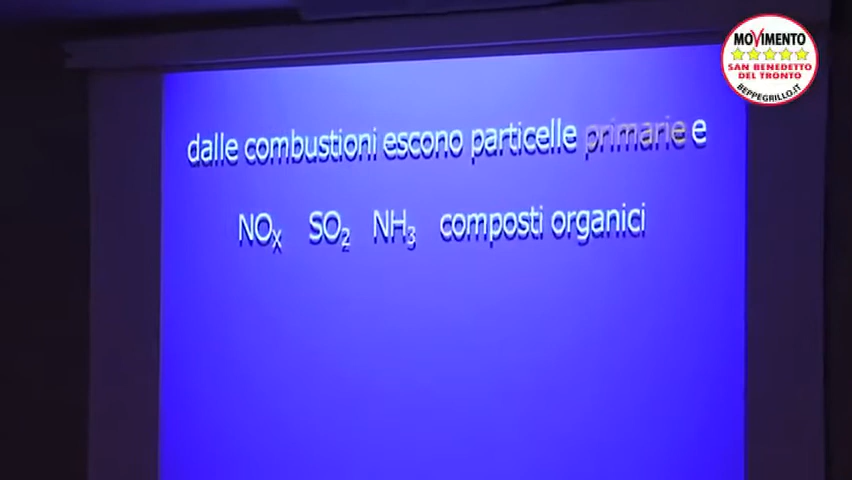 MOVIMENTO
SAN BENEDETTO
DEL TRONTO
BEPPEGRILLO.IT
dalle combustioni escono particelle primarie e
NOX SO2 NH3 composti organici